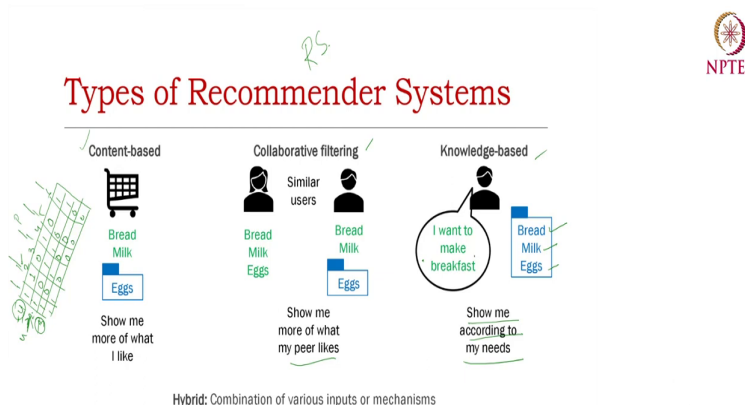 RS.
NPTE
Types of Recommender Systems
Content-based
Bread
Milk
Eggs
Show me
more of what
I like
Collaborative filtering
Similar
users
Bread
Milk
Eggs
Bread
Milk
Eggs
Show me
more of what
my peer likes
Knowledge-based
I want to
make
breakfast
Bread
Milk
Eggs
Show me
according to
my needs
Hybrid: Combination of various inputs or mechanisms